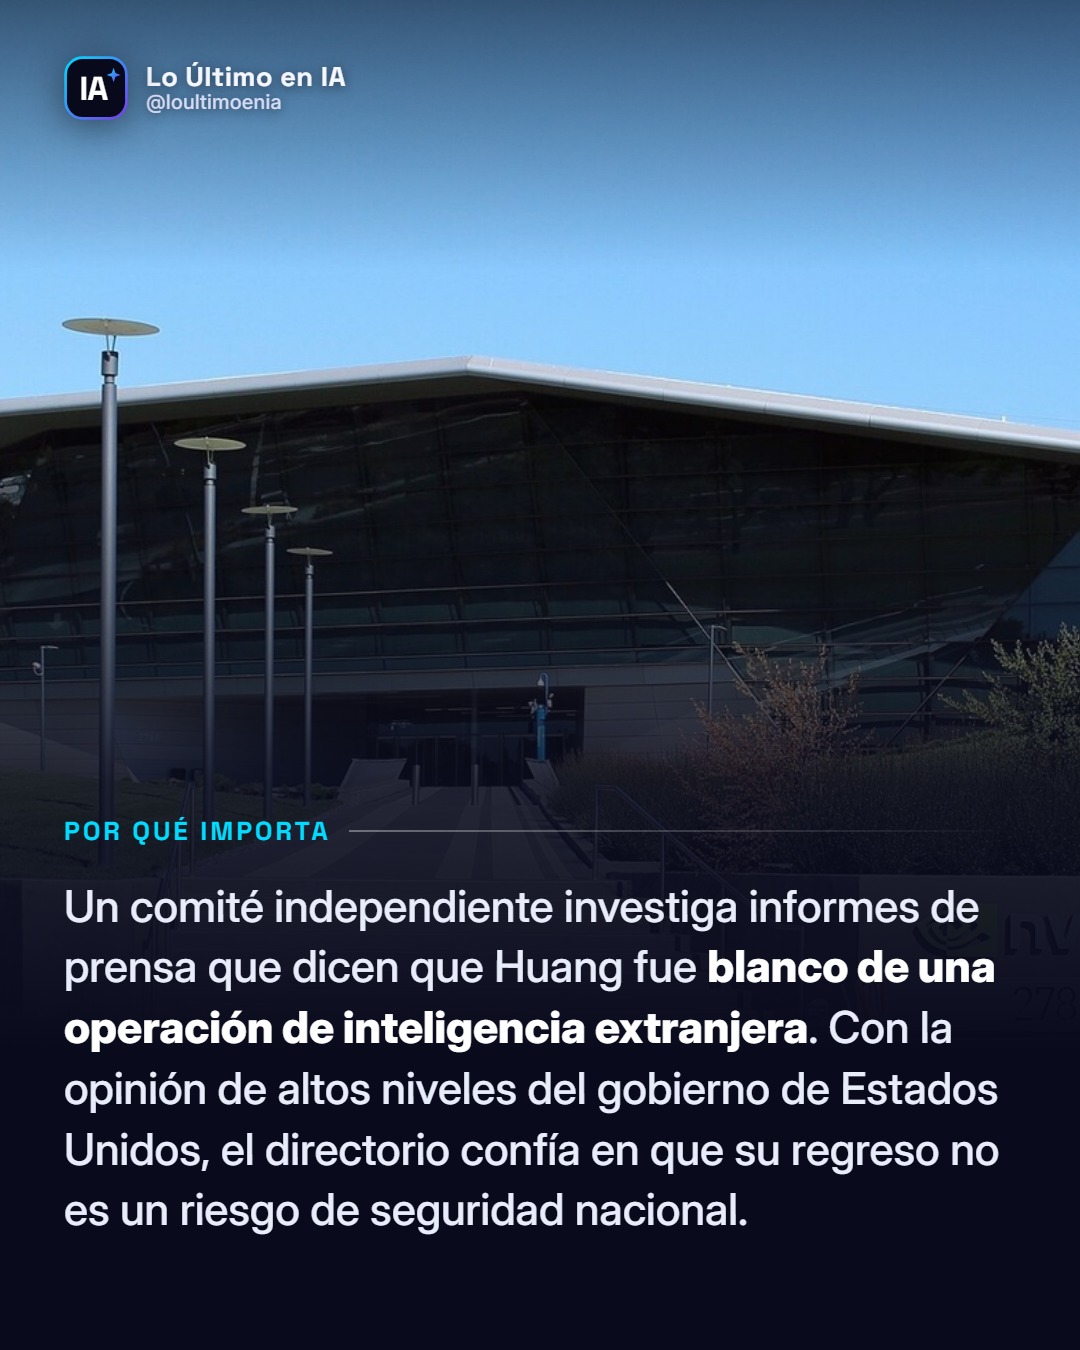 IA
Lo Último en IA
@loultimoenia
POR QUÉ IMPORTA
Un comité independiente investiga informes de
prensa que dicen que Huang fue blanco de una
operación de inteligencia extranjera. Con la
opinión de altos niveles del gobierno de Estados
Unidos, el directorio confía en que su regreso no
es un riesgo de seguridad nacional.